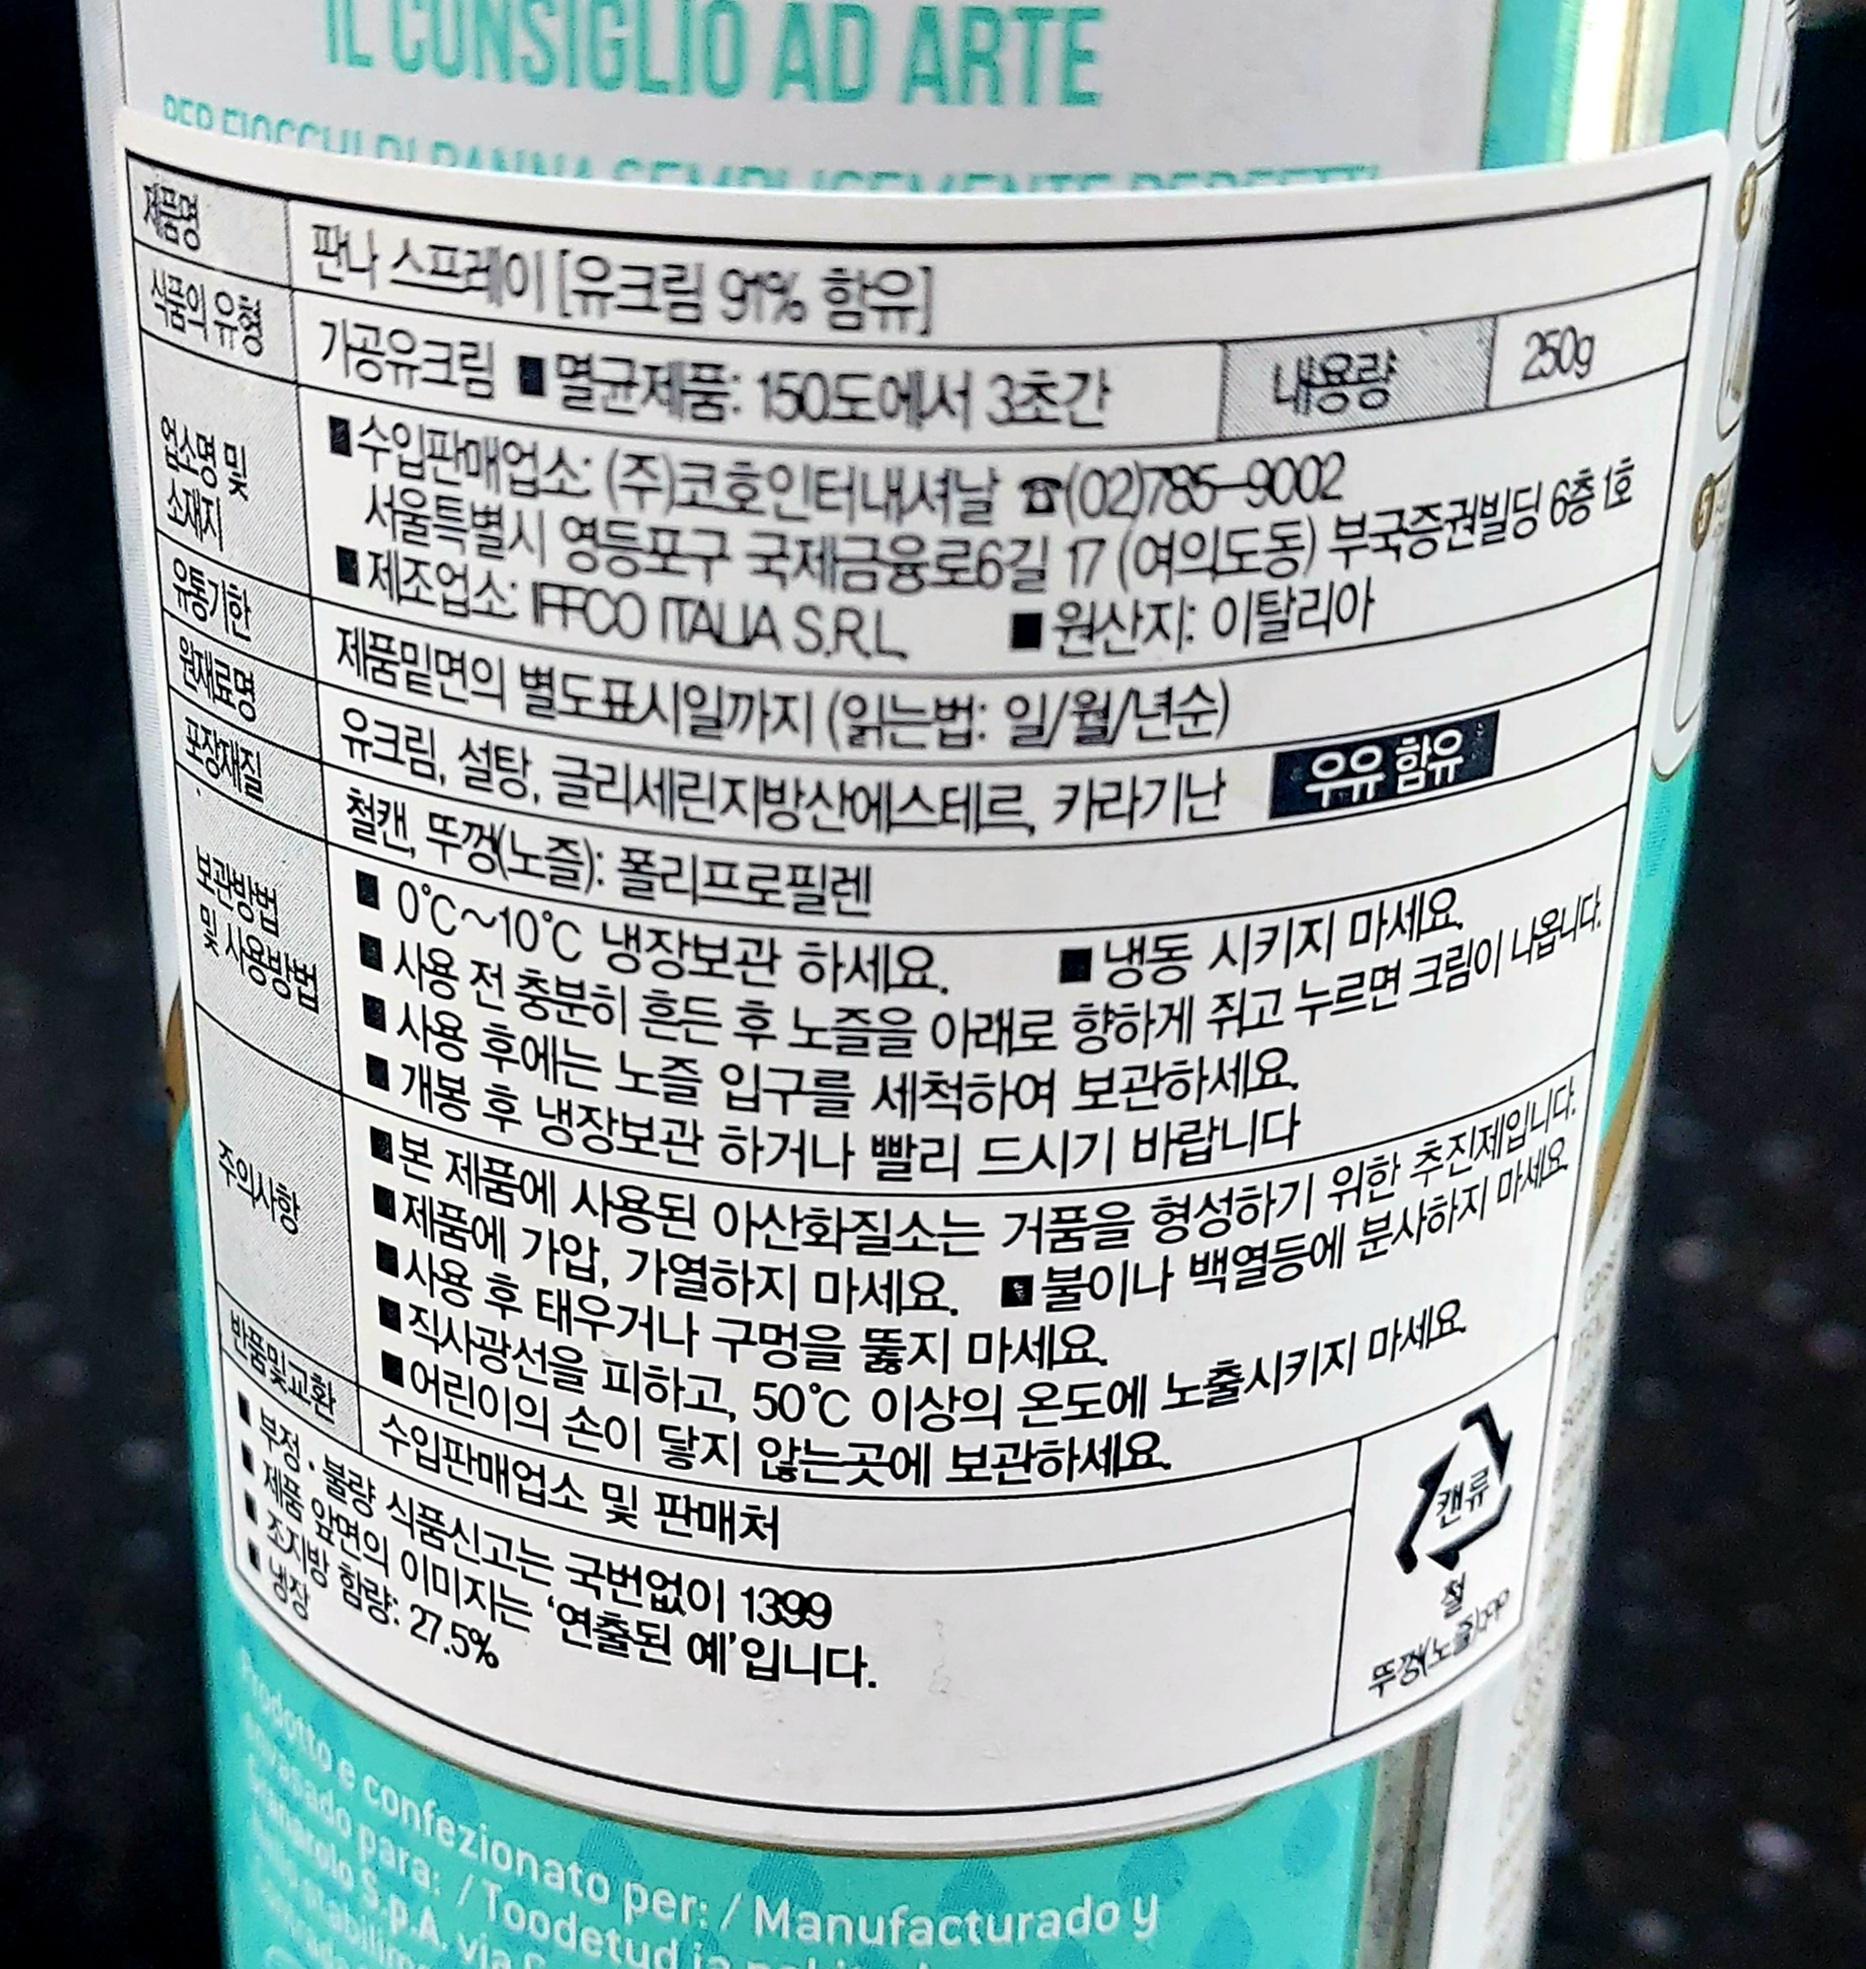 IL CONSIGLIO AD ARTE
PER FIOCCHI DI PANNA SEMPLICEMENTE PERFETTI
제품명 판나 스프레이 [유크림 91% 함유]
식품의 유형 가공유크림 ■멸균제품: 150도에서 3초간 내용량 250g
업소명 및 소재지 ■수입판매업소: (주)코호인터내셔날 ☎(02)785-9002
서울특별시 영등포구 국제금융로6길 17 (여의도동) 부국증권빌딩 6층 1호
■제조업소: IFFCO ITALIA S.R.L ■원산지: 이탈리아
유통기한 제품밑면의 별도표시일까지 (읽는법: 일/월/년순)
원재료명 유크림, 설탕, 글리세린지방산에스테르, 카라기난 우유 함유
포장재질 철캔, 뚜껑(노즐): 폴리프로필렌
보관방법 및 사용방법 ■ 0℃~10℃ 냉장보관 하세요. ■냉동 시키지 마세요.
■ 사용 전 충분히 흔든 후 노즐을 아래로 향하게 쥐고 누르면 크림이 나옵니다.
■ 사용 후에는 노즐 입구를 세척하여 보관하세요.
■ 개봉 후 냉장보관 하거나 빨리 드시기 바랍니다
주의사항 ■본 제품에 사용된 아산화질소는 거품을 형성하기 위한 추진제입니다.
■제품에 가압, 가열하지 마세요. ■불이나 백열등에 분사하지 마세요.
■사용 후 태우거나 구멍을 뚫지 마세요.
■직사광선을 피하고, 50℃ 이상의 온도에 노출시키지 마세요.
■어린이의 손이 닿지 않는곳에 보관하세요.
반품및교환 수입판매업소 및 판매처
■ 부정·불량 식품신고는 국번없이 1399
■ 제품 앞면의 이미지는 '연출된 예'입니다.
■ 조지방 함량: 27.5%
■ 냉장
캔류
철
뚜껑(노즐):PP
Prodotto e confezionato per: / Manufacturado y
envasado para: / Toodetud ja
Granarolo S.p.A. via